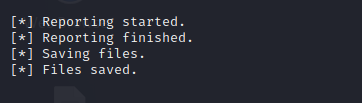 [*] Reporting started.
[*] Reporting finished.
[*] Saving files.
[*] Files saved.